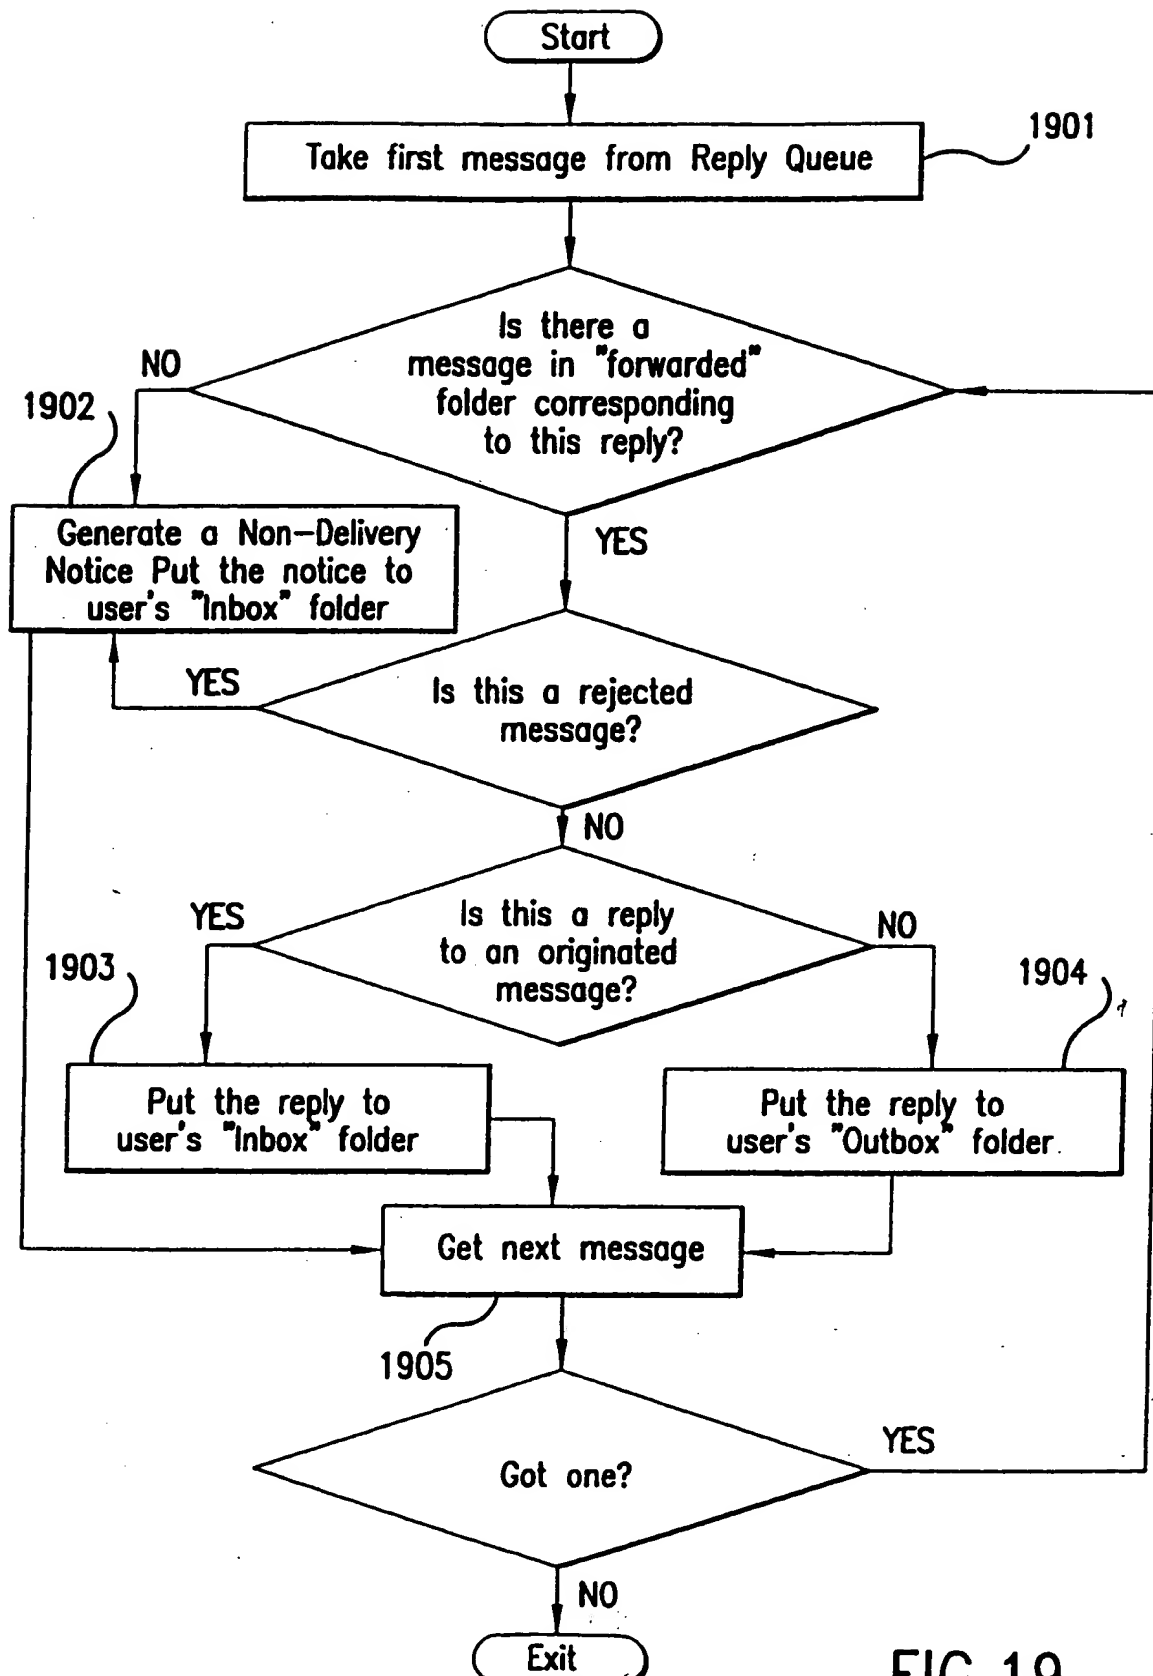 Start
Take first message from Reply Queue
1901
Is there a
message in "forwarded"
folder corresponding
to this reply?
NO
1902
YES
Generate a Non-Delivery
Notice Put the notice to
user's "Inbox" folder
YES
Is this a rejected
message?
NO
YES
Is this a reply
to an originated
message?
NO
1903
1904
Put the reply to
user's "Inbox" folder
Put the reply to
user's "Outbox" folder
Get next message
1905
Got one?
YES
NO
Exit
FIG.19